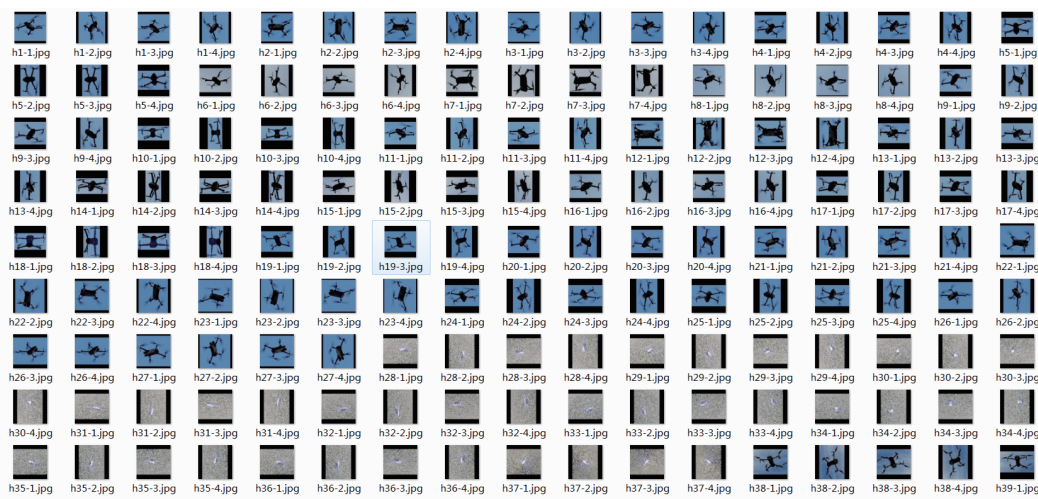 h1-1.jpg h1-2.jpg h1-3.jpg h1-4.jpg h2-1.jpg h2-2.jpg h2-3.jpg h2-4.jpg h3-1.jpg h3-2.jpg h3-3.jpg h3-4.jpg h4-1.jpg h4-2.jpg h4-3.jpg h4-4.jpg h5-1.jpg
h5-2.jpg h5-3.jpg h5-4.jpg h6-1.jpg h6-2.jpg h6-3.jpg h6-4.jpg h7-1.jpg h7-2.jpg h7-3.jpg h7-4.jpg h8-1.jpg h8-2.jpg h8-3.jpg h8-4.jpg h9-1.jpg h9-2.jpg
h9-3.jpg h9-4.jpg h10-1.jpg h10-2.jpg h10-3.jpg h10-4.jpg h11-1.jpg h11-2.jpg h11-3.jpg h11-4.jpg h12-1.jpg h12-2.jpg h12-3.jpg h12-4.jpg h13-1.jpg h13-2.jpg h13-3.jpg
h13-4.jpg h14-1.jpg h14-2.jpg h14-3.jpg h14-4.jpg h15-1.jpg h15-2.jpg h15-3.jpg h15-4.jpg h16-1.jpg h16-2.jpg h16-3.jpg h16-4.jpg h17-1.jpg h17-2.jpg h17-3.jpg h17-4.jpg
h18-1.jpg h18-2.jpg h18-3.jpg h18-4.jpg h19-1.jpg h19-2.jpg h19-3.jpg h19-4.jpg h20-1.jpg h20-2.jpg h20-3.jpg h20-4.jpg h21-1.jpg h21-2.jpg h21-3.jpg h21-4.jpg h22-1.jpg
h22-2.jpg h22-3.jpg h22-4.jpg h23-1.jpg h23-2.jpg h23-3.jpg h23-4.jpg h24-1.jpg h24-2.jpg h24-3.jpg h24-4.jpg h25-1.jpg h25-2.jpg h25-3.jpg h25-4.jpg h26-1.jpg h26-2.jpg
h26-3.jpg h26-4.jpg h27-1.jpg h27-2.jpg h27-3.jpg h27-4.jpg h28-1.jpg h28-2.jpg h28-3.jpg h28-4.jpg h29-1.jpg h29-2.jpg h29-3.jpg h29-4.jpg h30-1.jpg h30-2.jpg h30-3.jpg
h30-4.jpg h31-1.jpg h31-2.jpg h31-3.jpg h31-4.jpg h32-1.jpg h32-2.jpg h32-3.jpg h32-4.jpg h33-1.jpg h33-2.jpg h33-3.jpg h33-4.jpg h34-1.jpg h34-2.jpg h34-3.jpg h34-4.jpg
h35-1.jpg h35-2.jpg h35-3.jpg h35-4.jpg h36-1.jpg h36-2.jpg h36-3.jpg h36-4.jpg h37-1.jpg h37-2.jpg h37-3.jpg h37-4.jpg h38-1.jpg h38-2.jpg h38-3.jpg h38-4.jpg h39-1.jpg